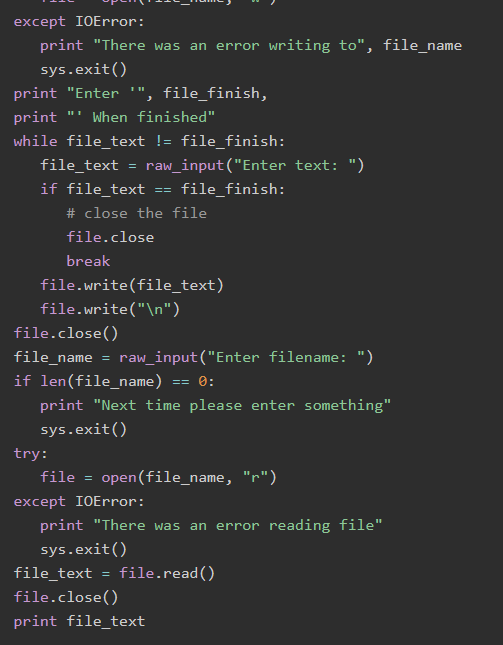 file = open(file_name, "w")
except IOError:
   print "There was an error writing to", file_name
   sys.exit()
print "Enter '", file_finish,
print "' When finished"
while file_text != file_finish:
   file_text = raw_input("Enter text: ")
   if file_text == file_finish:
      # close the file
      file.close
      break
   file.write(file_text)
   file.write("\n")
file.close()
file_name = raw_input("Enter filename: ")
if len(file_name) == 0:
   print "Next time please enter something"
   sys.exit()
try:
   file = open(file_name, "r")
except IOError:
   print "There was an error reading file"
   sys.exit()
file_text = file.read()
file.close()
print file_text